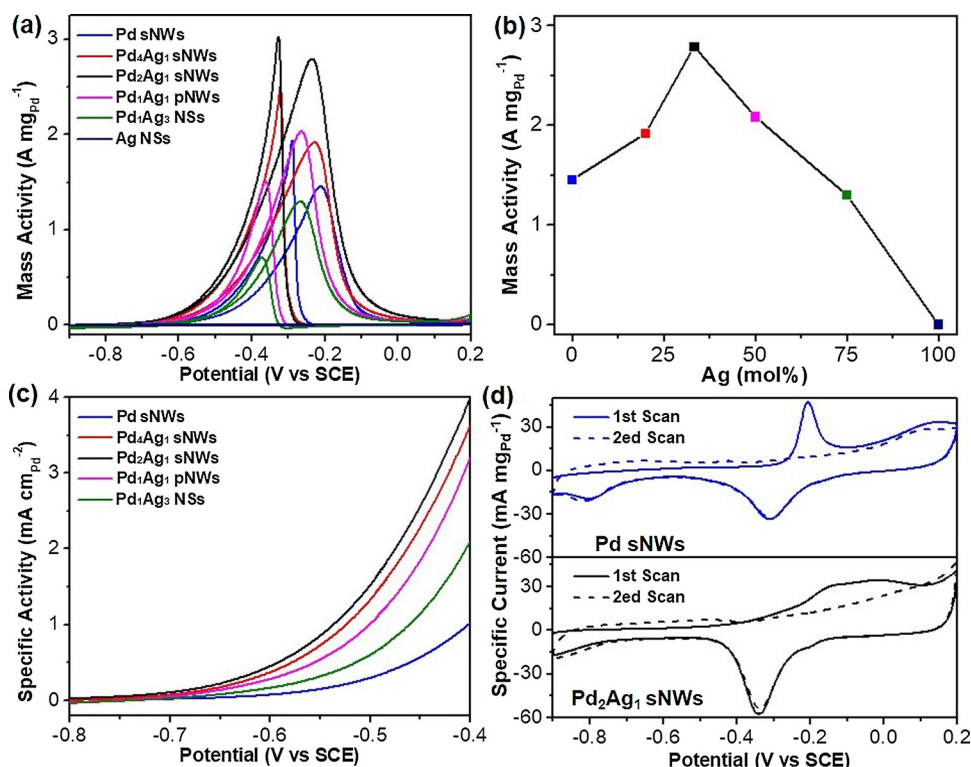 (a)
Mass Activity (A mgPd⁻¹)
3
2
1
0
Pd sNWs
Pd₄Ag₁ sNWs
Pd₂Ag₁ sNWs
Pd₁Ag₁ pNWs
Pd₁Ag₃ NSs
Ag NSs
-0.8 -0.6 -0.4 -0.2 0.0 0.2
Potential (V vs SCE)
(b)
Mass Activity (A mgPd⁻¹)
3
2
1
0
0 25 50 75 100
Ag (mol%)
(c)
Specific Activity (mA cmPd⁻²)
4
3
2
1
0
Pd sNWs
Pd₄Ag₁ sNWs
Pd₂Ag₁ sNWs
Pd₁Ag₁ pNWs
Pd₁Ag₃ NSs
-0.8 -0.7 -0.6 -0.5 -0.4
Potential (V vs SCE)
(d)
Specific Current (mA mgPd⁻¹)
30
0
-30
-60
1st Scan
2ed Scan
Pd sNWs
30
0
-30
-60
1st Scan
2ed Scan
Pd₂Ag₁ sNWs
-0.8 -0.6 -0.4 -0.2 0.0 0.2
Potential (V vs SCE)